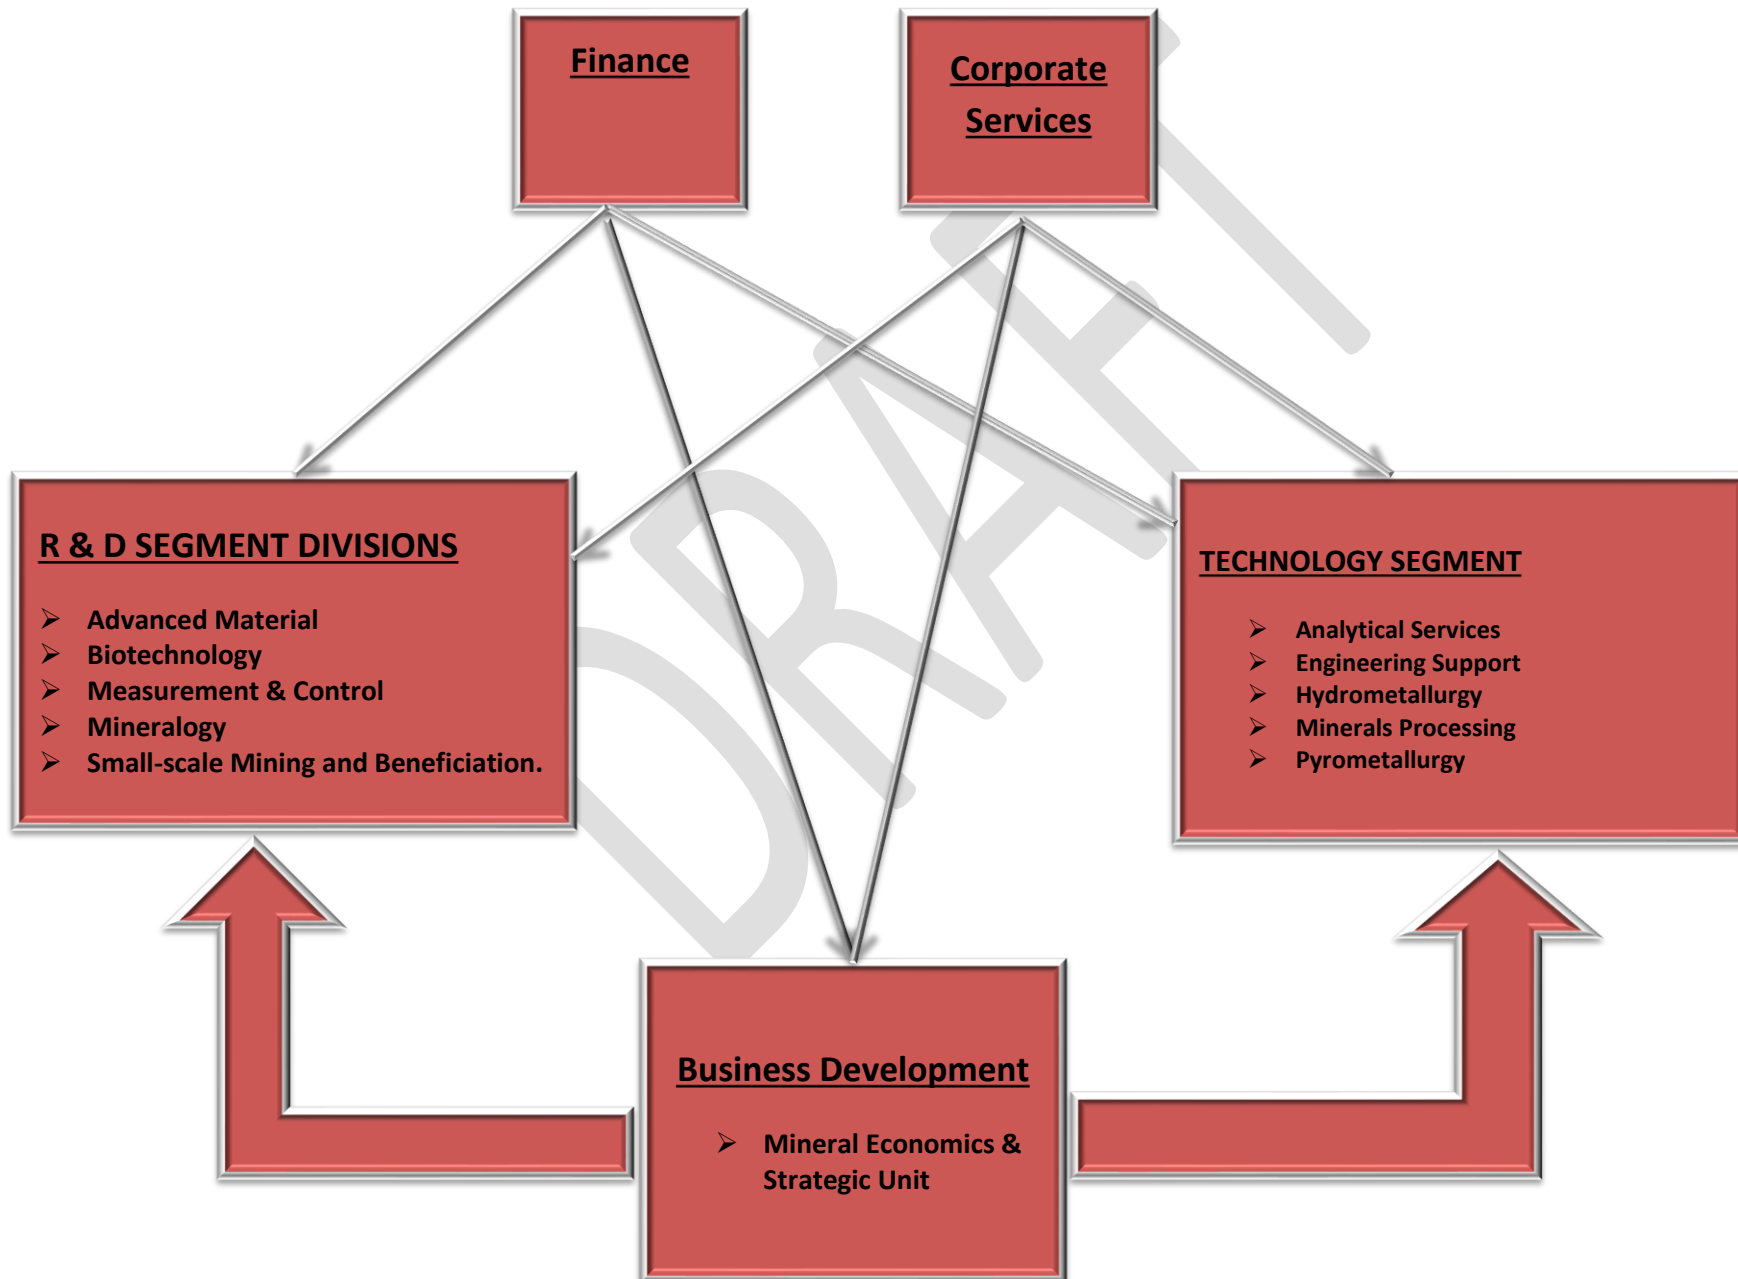 Finance
Corporate
Services
R & D SEGMENT DIVISIONS
➢ Advanced Material
➢ Biotechnology
➢ Measurement & Control
➢ Mineralogy
➢ Small-scale Mining and Beneficiation.
TECHNOLOGY SEGMENT
➢ Analytical Services
➢ Engineering Support
➢ Hydrometallurgy
➢ Minerals Processing
➢ Pyrometallurgy
Business Development
➢ Mineral Economics &
Strategic Unit
DRAFT